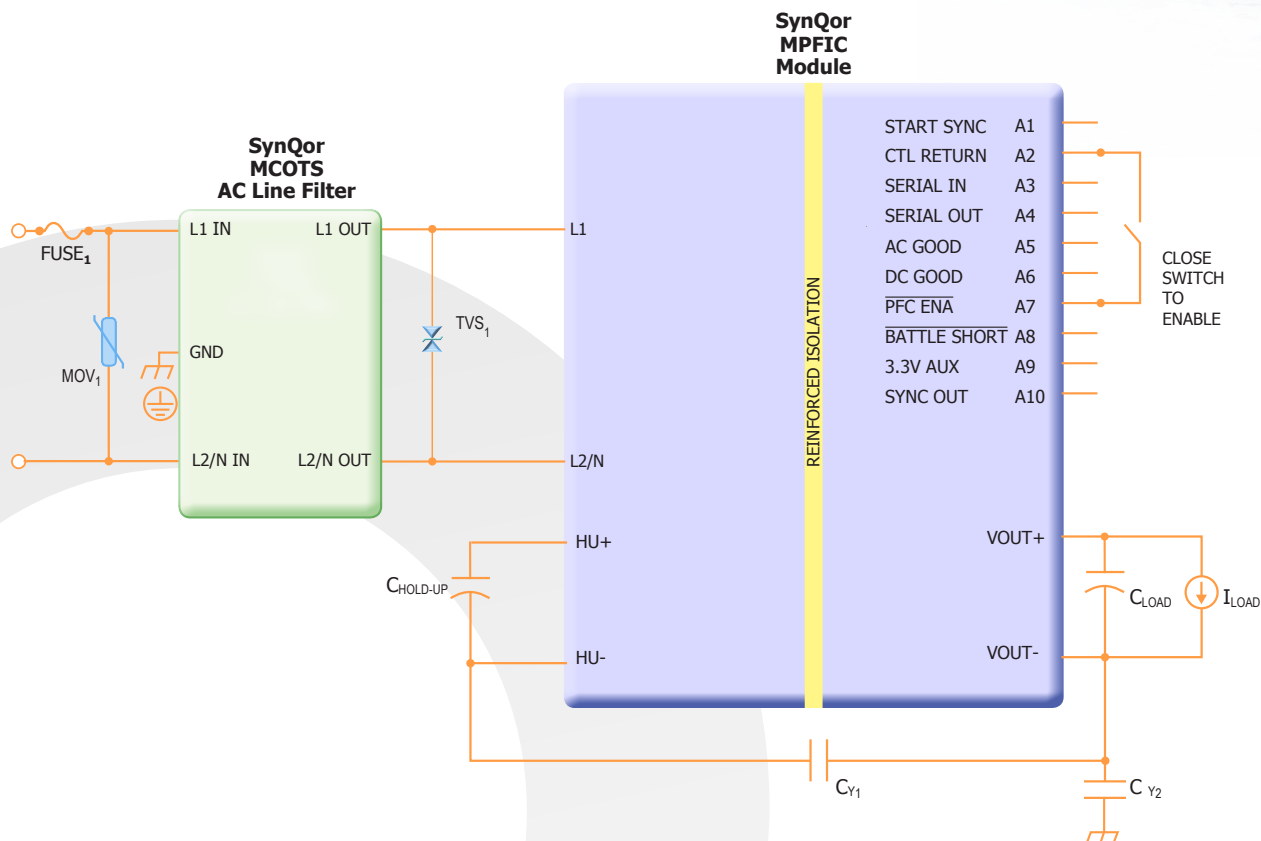 SynQor
MPFIC
Module
SynQor
MCOTS
AC Line Filter
FUSE1
MOV1
L1 IN
L1 OUT
GND
L2/N IN
L2/N OUT
TVS1
L1
L2/N
HU+
HU-
CHOLD-UP
REINFORCED ISOLATION
START SYNC A1
CTL RETURN A2
SERIAL IN A3
SERIAL OUT A4
AC GOOD A5
DC GOOD A6
PFC ENA A7
BATTLE SHORT A8
3.3V AUX A9
SYNC OUT A10
CLOSE
SWITCH
TO
ENABLE
VOUT+
VOUT-
CLOAD
ILOAD
CY1
C Y2